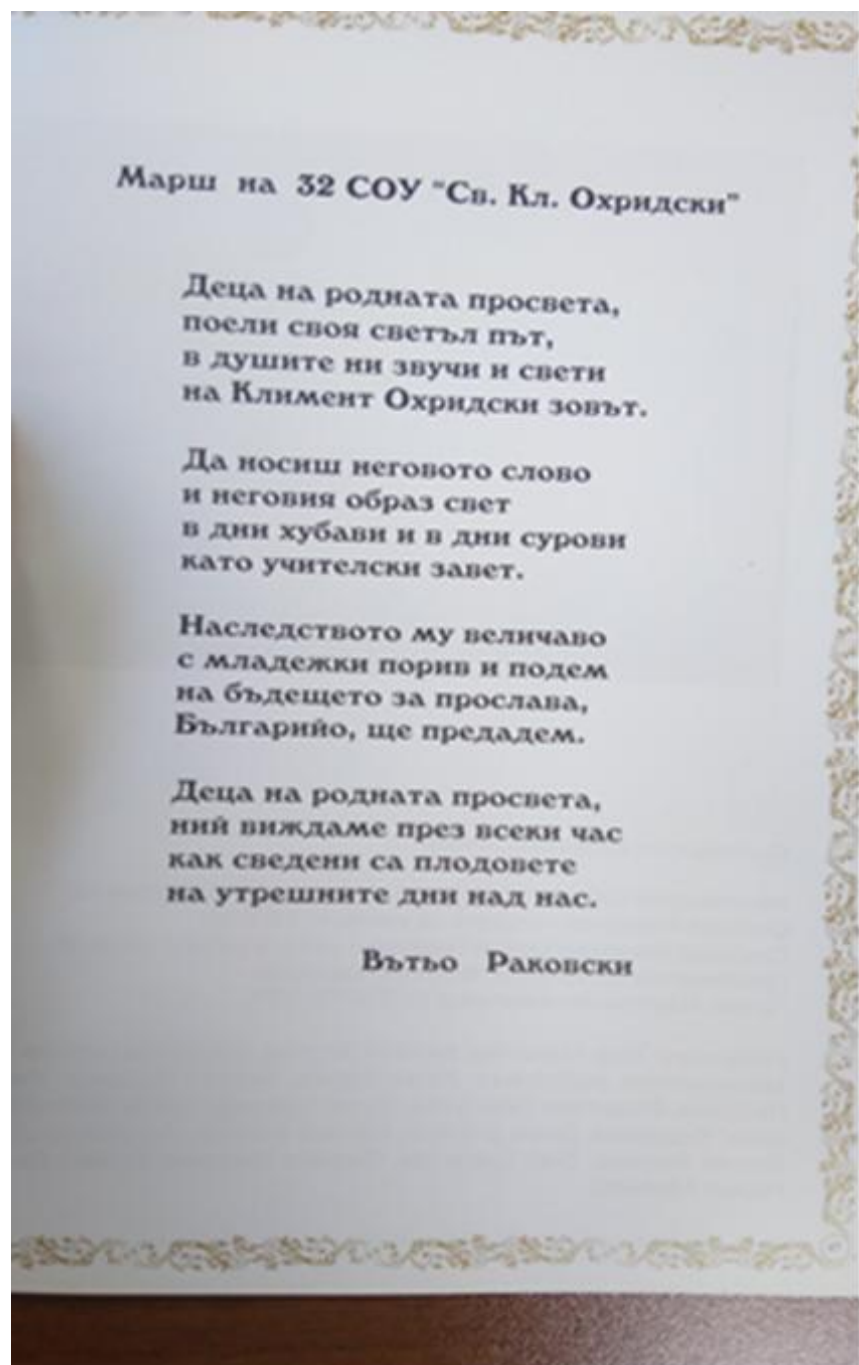 Марш на 32 СОУ "Св. Кл. Охридски"
Деца на родната просвета,
поели своя светъл път,
в душите ни звучи и свети
на Климент Охридски зовът.
Да носиш неговото слово
и неговия образ свет
в дни хубави и в дни сурови
като учителски завет.
Наследството му величаво
с младежки порив и подем
на бъдещето за прослава,
Българийо, ще предадем.
Деца на родната просвета,
ний виждаме през всеки час
как сведени са плодовете
на утрешните дни над нас.
Вътьо Раковски